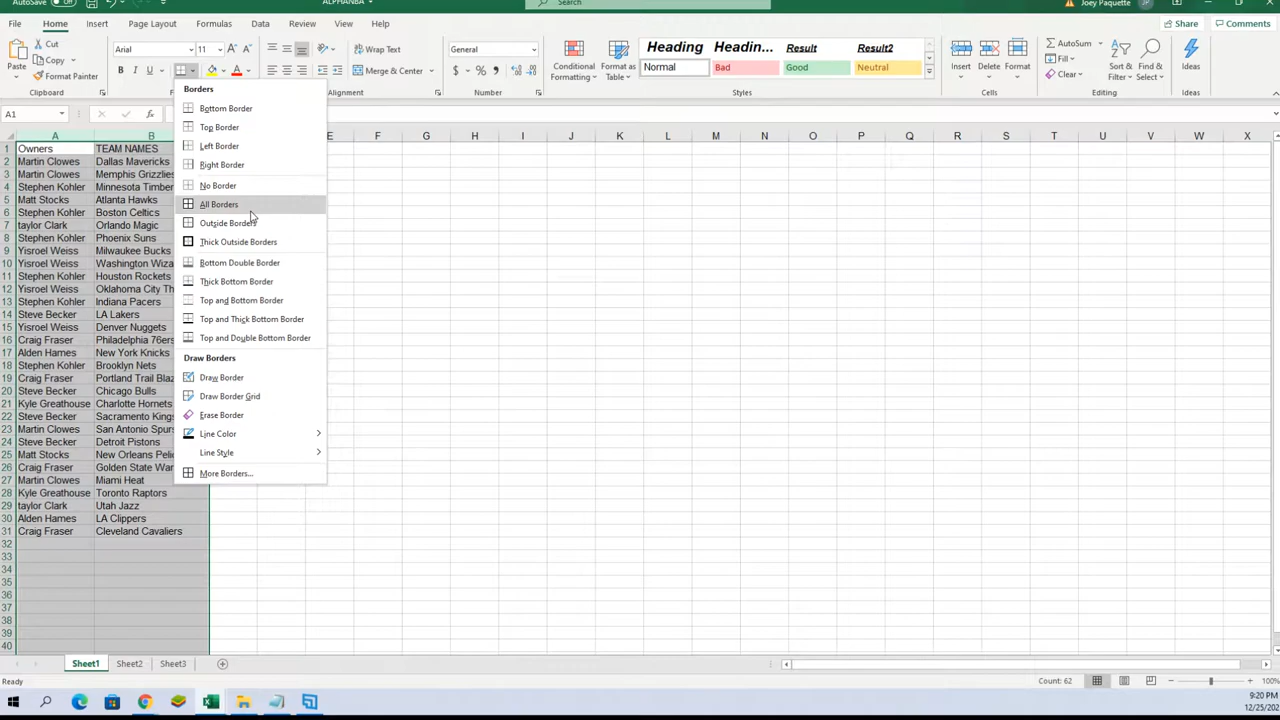 AutoSave Off ALPHANBA Search Joey Paquette JP
File Home Insert Page Layout Formulas Data Review View Help Share Comments
Cut Arial 11 Wrap Text General Heading Headin... Result Result2 AutoSum
Paste Copy Conditional Format as Insert Delete Format Fill Sort & Find & Ideas
Format Painter B I U Merge & Center $ % Formatting Table Normal Bad Good Neutral Clear Filter Select
Clipboard Alignment Number Styles Cells Editing Ideas
A1 fx
Borders
Bottom Border
Top Border
Left Border
Right Border
No Border
All Borders
Outside Borders
Thick Outside Borders
Bottom Double Border
Thick Bottom Border
Top and Bottom Border
Top and Thick Bottom Border
Top and Double Bottom Border
Draw Borders
Draw Border
Draw Border Grid
Erase Border
Line Color
Line Style
More Borders...
A B E F G H I J K L M N O P Q R S T U V W X
1 Owners TEAM NAMES
2 Martin Clowes Dallas Mavericks
3 Martin Clowes Memphis Grizzlies
4 Stephen Kohler Minnesota Timber
5 Matt Stocks Atlanta Hawks
6 Stephen Kohler Boston Celtics
7 taylor Clark Orlando Magic
8 Stephen Kohler Phoenix Suns
9 Yisroel Weiss Milwaukee Bucks
10 Yisroel Weiss Washington Wiza
11 Stephen Kohler Houston Rockets
12 Yisroel Weiss Oklahoma City Th
13 Stephen Kohler Indiana Pacers
14 Steve Becker LA Lakers
15 Yisroel Weiss Denver Nuggets
16 Craig Fraser Philadelphia 76ers
17 Alden Hames New York Knicks
18 Stephen Kohler Brooklyn Nets
19 Craig Fraser Portland Trail Blaz
20 Steve Becker Chicago Bulls
21 Kyle Greathouse Charlotte Hornets
22 Steve Becker Sacramento Kings
23 Martin Clowes San Antonio Spurs
24 Steve Becker Detroit Pistons
25 Matt Stocks New Orleans Peli
26 Craig Fraser Golden State War
27 Martin Clowes Miami Heat
28 Kyle Greathouse Toronto Raptors
29 taylor Clark Utah Jazz
30 Alden Hames LA Clippers
31 Craig Fraser Cleveland Cavaliers
32
33
34
35
36
37
38
39
40
Sheet1 Sheet2 Sheet3
Ready Count: 62 100%
9:20 PM
12/25/202